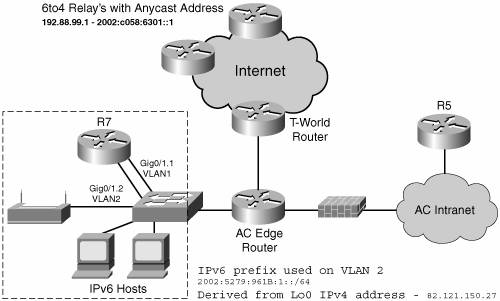 6to4 Relay's with Anycast Address
192.88.99.1 - 2002:c058:6301::1
Internet
T-World
Router
R5
R7
Gig0/1.1
VLAN1
Gig0/1.2
VLAN2
AC Edge
Router
AC Intranet
IPv6 Hosts
IPv6 prefix used on VLAN 2
2002:5279:961B:1::/64
Derived from Lo0 IPv4 address - 82.121.150.27